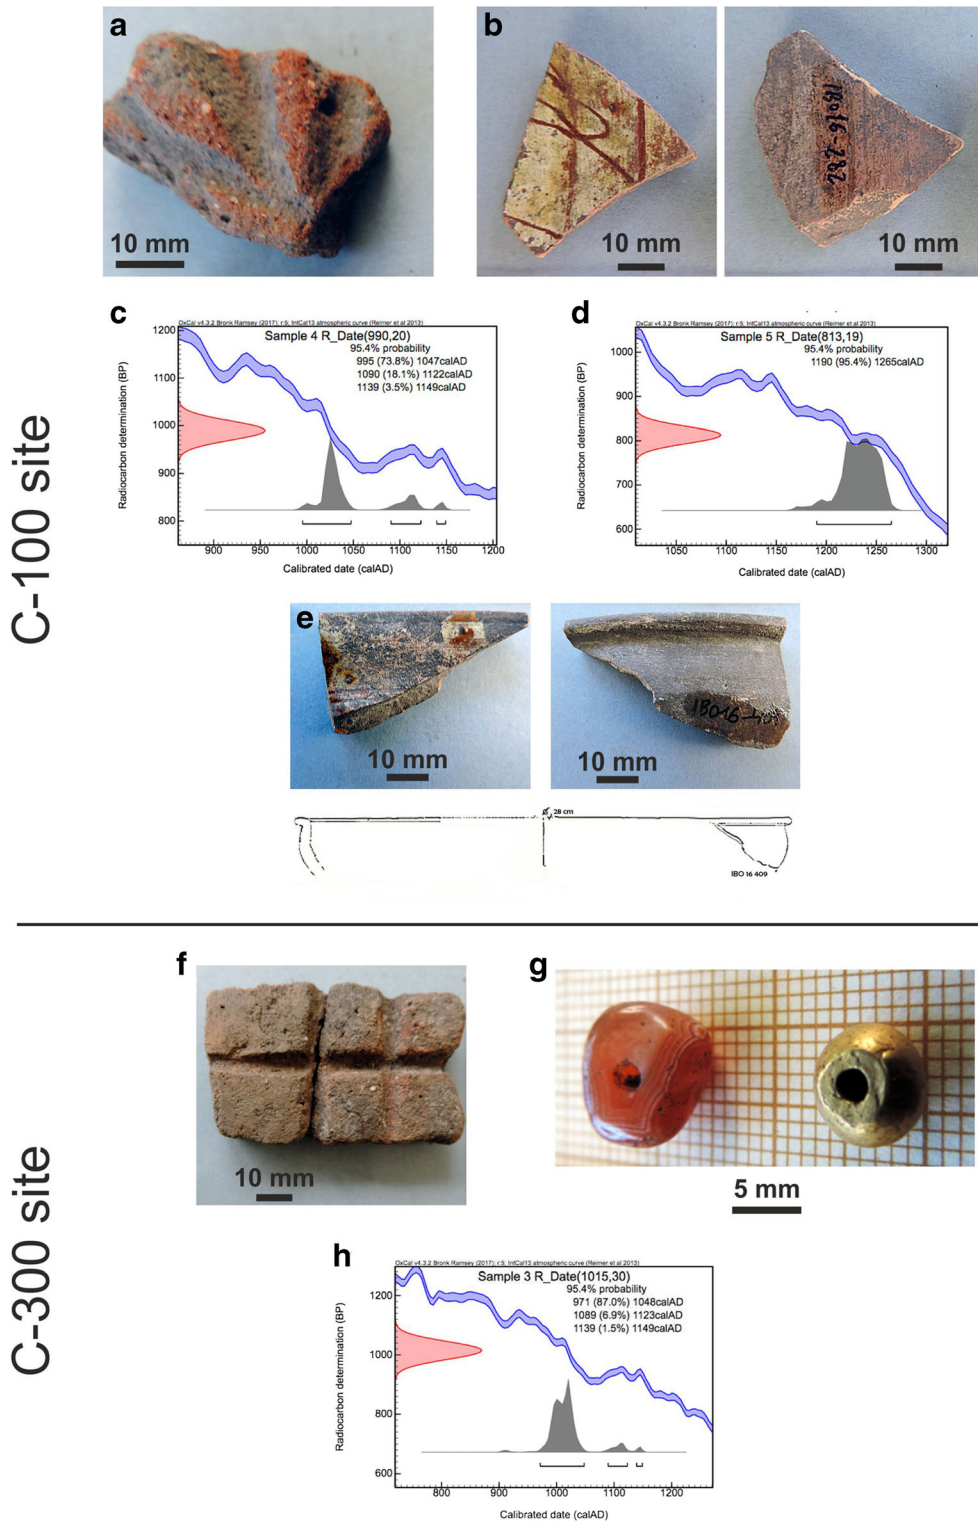 C-100 site
a
10 mm
b
10 mm
IBO16-282
10 mm
c
OxCal v4.3.2 Bronk Ramsey (2017); r:5; IntCal13 atmospheric curve (Reimer et al 2013)
Sample 4 R_Date(990,20)
95.4% probability
995 (73.8%) 1047calAD
1090 (18.1%) 1122calAD
1139 (3.5%) 1149calAD
Radiocarbon determination (BP)
1200
1100
1000
900
800
900
950
1000
1050
1100
1150
1200
Calibrated date (calAD)
d
OxCal v4.3.2 Bronk Ramsey (2017); r:5; IntCal13 atmospheric curve (Reimer et al 2013)
Sample 5 R_Date(813,19)
95.4% probability
1190 (95.4%) 1265calAD
Radiocarbon determination (BP)
1000
900
800
700
600
1050
1100
1150
1200
1250
1300
Calibrated date (calAD)
e
10 mm
IBO16-409
10 mm
28 cm
IBO 16 409
C-300 site
f
10 mm
g
5 mm
h
OxCal v4.3.2 Bronk Ramsey (2017); r:5; IntCal13 atmospheric curve (Reimer et al 2013)
Sample 3 R_Date(1015,30)
95.4% probability
971 (87.0%) 1048calAD
1089 (6.9%) 1123calAD
1139 (1.5%) 1149calAD
Radiocarbon determination (BP)
1200
1000
800
600
800
900
1000
1100
1200
Calibrated date (calAD)